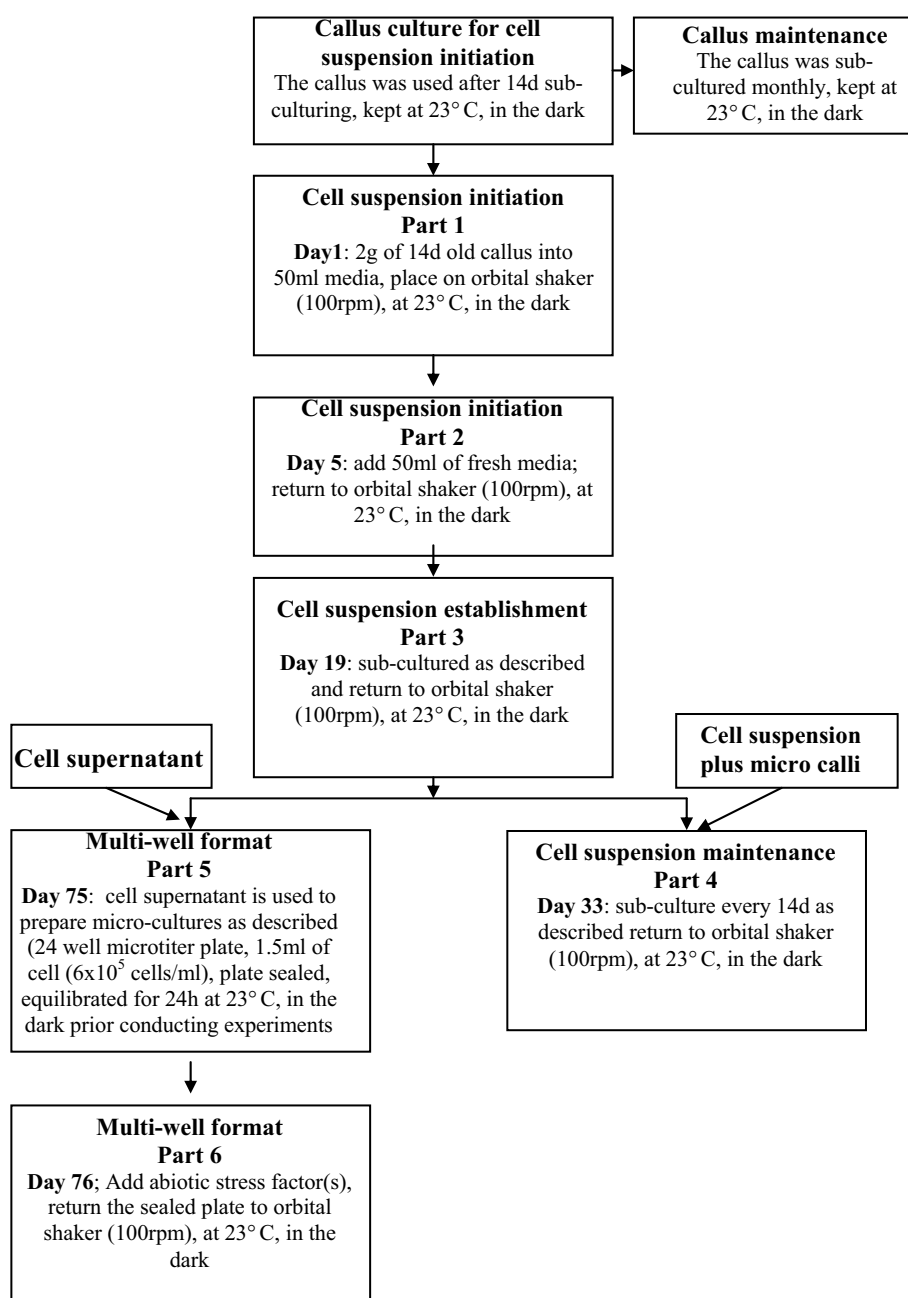 Callus culture for cell
suspension initiation
The callus was used after 14d sub-
culturing, kept at 23° C, in the dark
Callus maintenance
The callus was sub-
cultured monthly, kept at
23° C, in the dark
Cell suspension initiation
Part 1
Day1: 2g of 14d old callus into
50ml media, place on orbital shaker
(100rpm), at 23° C, in the dark
Cell suspension initiation
Part 2
Day 5: add 50ml of fresh media;
return to orbital shaker (100rpm), at
23° C, in the dark
Cell suspension establishment
Part 3
Day 19: sub-cultured as described
and return to orbital shaker
(100rpm), at 23° C, in the dark
Cell supernatant
Cell suspension
plus micro calli
Multi-well format
Part 5
Day 75:  cell supernatant is used to
prepare micro-cultures as described
(24 well microtiter plate, 1.5ml of
cell (6x10⁵ cells/ml), plate sealed,
equilibrated for 24h at 23° C, in the
dark prior conducting experiments
Cell suspension maintenance
Part 4
Day 33: sub-culture every 14d as
described return to orbital shaker
(100rpm), at 23° C, in the dark
Multi-well format
Part 6
Day 76; Add abiotic stress factor(s),
return the sealed plate to orbital
shaker (100rpm), at 23° C, in the
dark